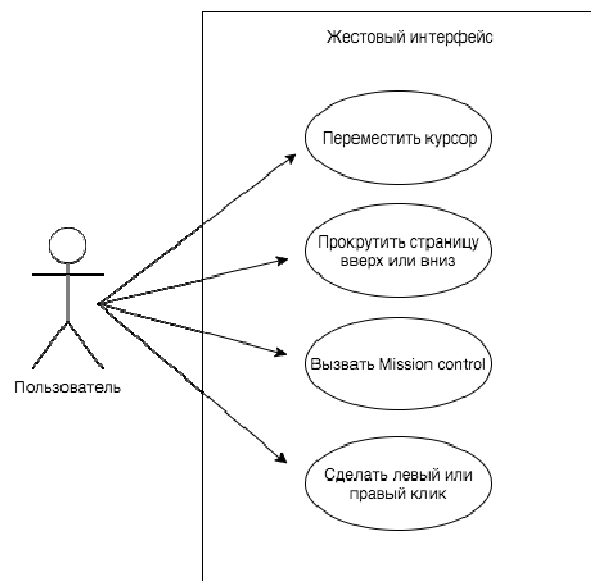 Жестовый интерфейс
Переместить курсор
Прокрутить страницу
вверх или вниз
Вызвать Mission control
Пользователь
Сделать левый или
правый клик